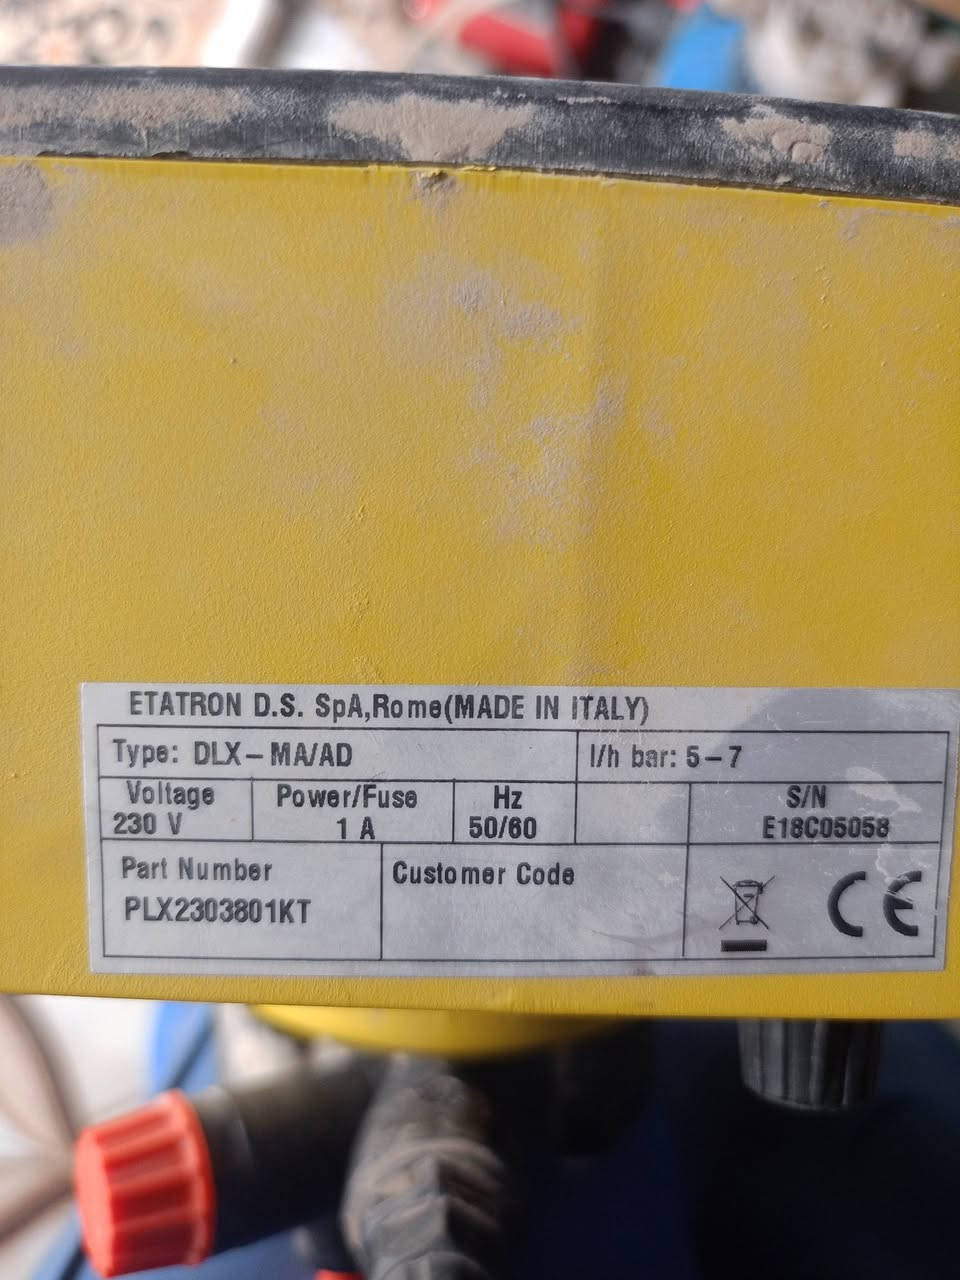 ETATRON D.S. SpA,Rome(MADE IN ITALY)
Type: DLX-MA/AD l/h bar: 5-7
Voltage Power/Fuse Hz S/N
230 V 1 A 50/60 E18C05058
Part Number Customer Code
PLX2303801KT
CE